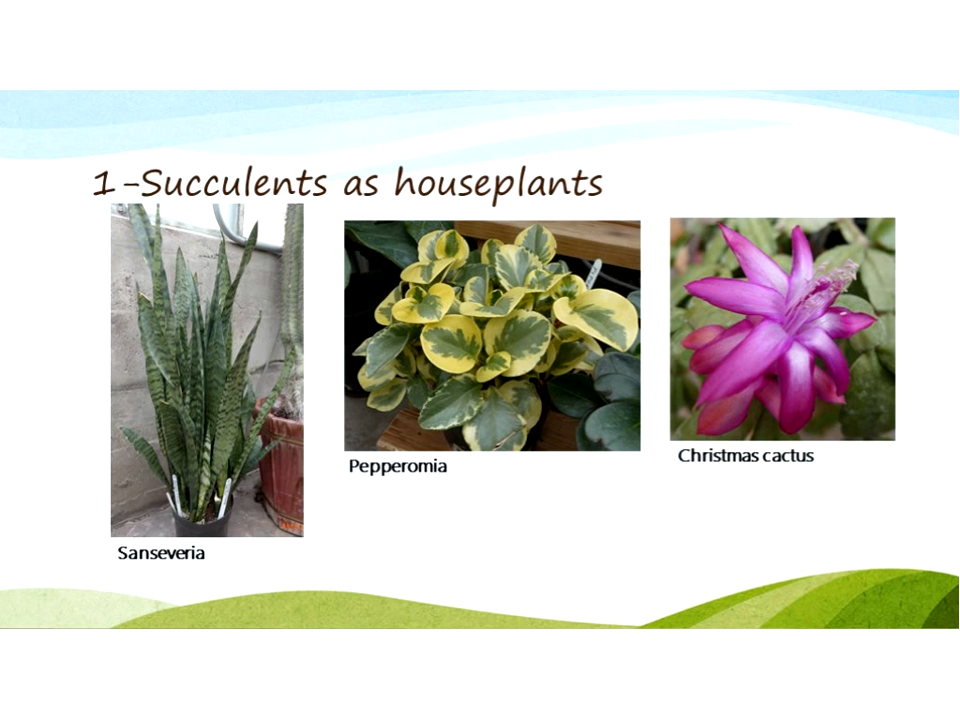 1-Succulents as houseplants
Pepperomia
Christmas cactus
Sanseveria